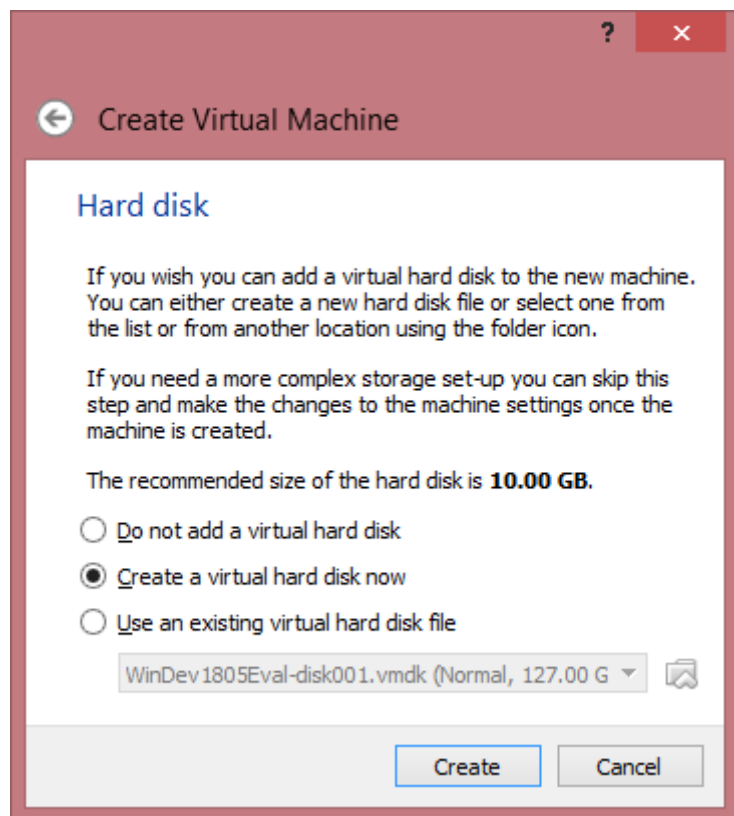 ?
×
Create Virtual Machine
Hard disk
If you wish you can add a virtual hard disk to the new machine.
You can either create a new hard disk file or select one from
the list or from another location using the folder icon.
If you need a more complex storage set-up you can skip this
step and make the changes to the machine settings once the
machine is created.
The recommended size of the hard disk is 10.00 GB.
Do not add a virtual hard disk
Create a virtual hard disk now
Use an existing virtual hard disk file
WinDev1805Eval-disk001.vmdk (Normal, 127.00 G
Create
Cancel